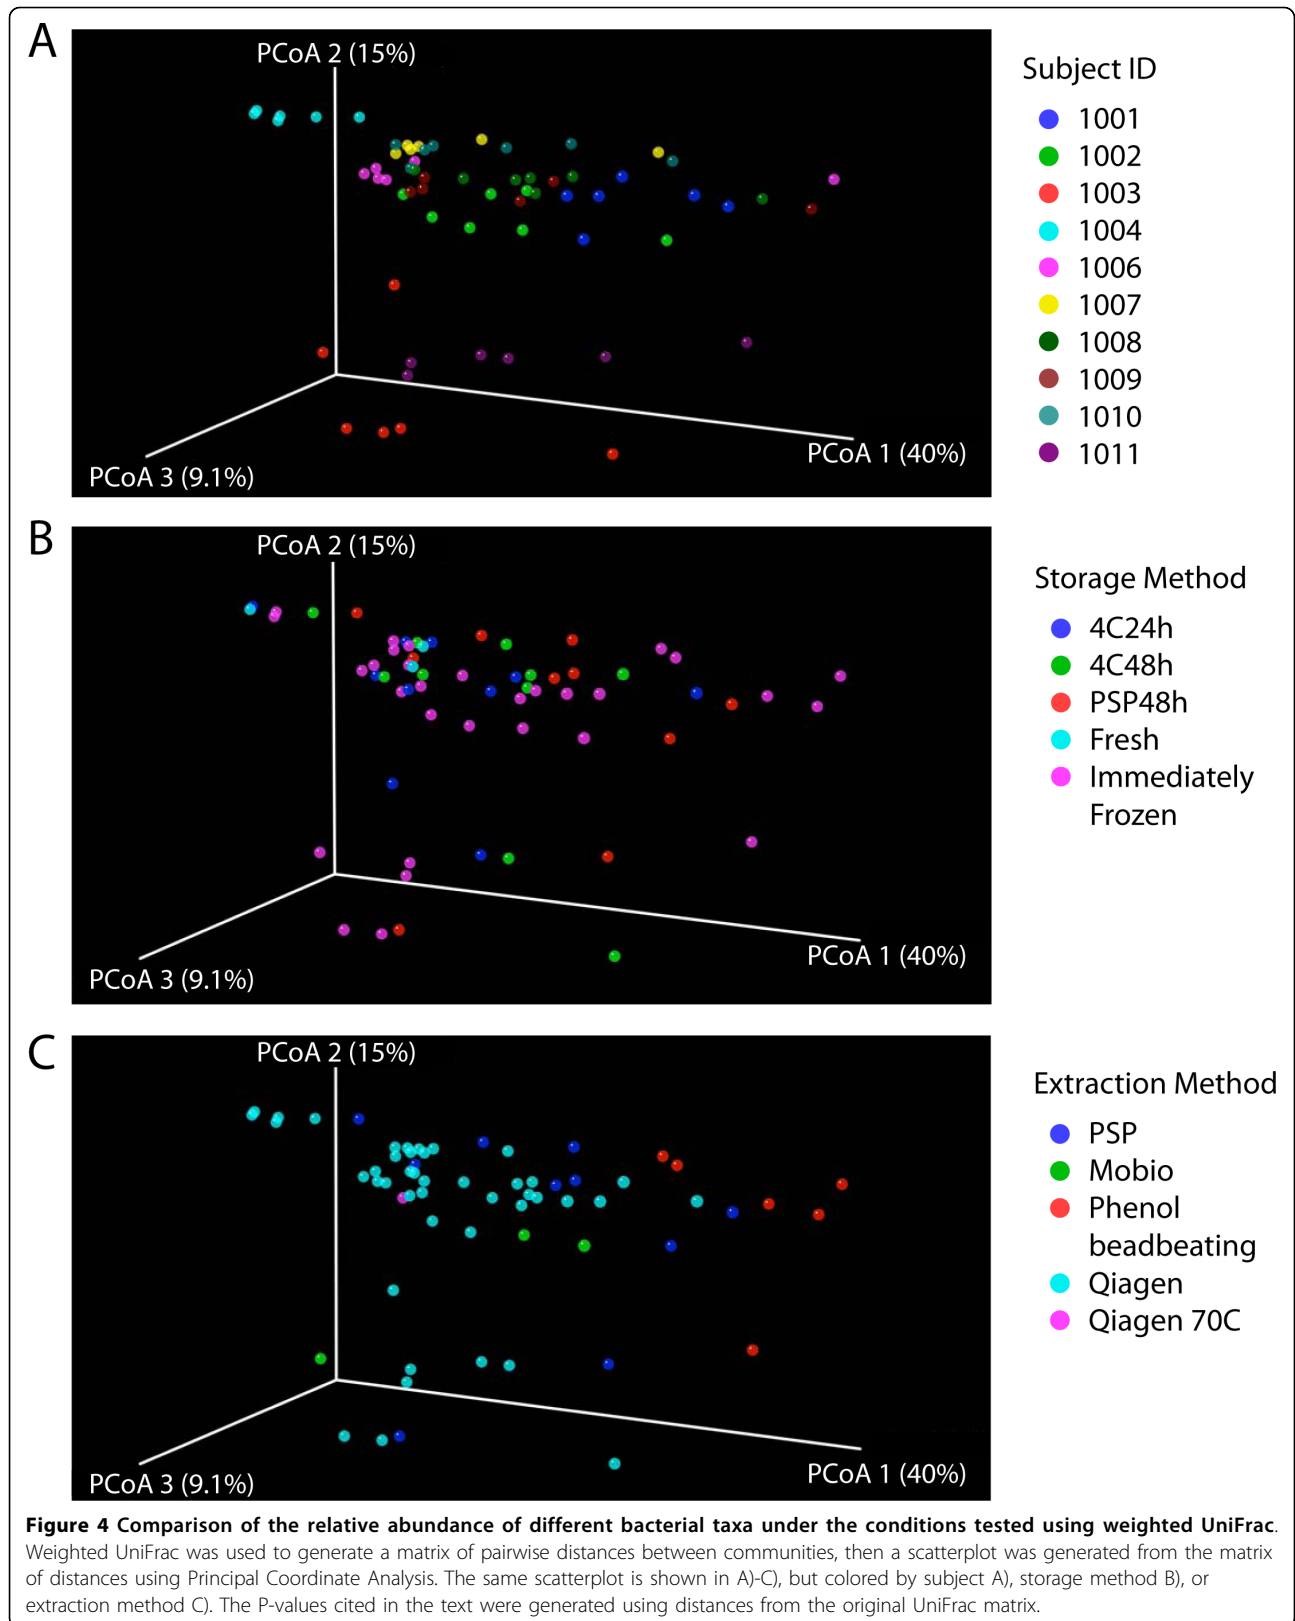 A
PCoA 2 (15%)
PCoA 1 (40%)
PCoA 3 (9.1%)
Subject ID
1001
1002
1003
1004
1006
1007
1008
1009
1010
1011
B
PCoA 2 (15%)
PCoA 1 (40%)
PCoA 3 (9.1%)
Storage Method
4C24h
4C48h
PSP48h
Fresh
Immediately
Frozen
C
PCoA 2 (15%)
PCoA 1 (40%)
PCoA 3 (9.1%)
Extraction Method
PSP
Mobio
Phenol
beadbeating
Qiagen
Qiagen 70C
Figure 4 Comparison of the relative abundance of different bacterial taxa under the conditions tested using weighted UniFrac.
Weighted UniFrac was used to generate a matrix of pairwise distances between communities, then a scatterplot was generated from the matrix
of distances using Principal Coordinate Analysis. The same scatterplot is shown in A)-C), but colored by subject A), storage method B), or
extraction method C). The P-values cited in the text were generated using distances from the original UniFrac matrix.